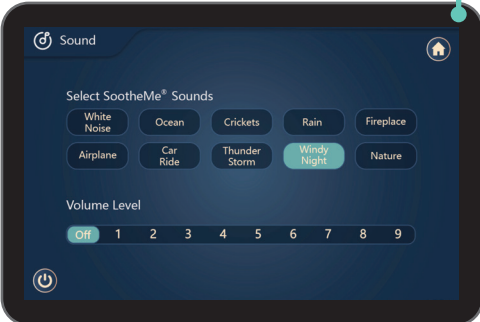 Sound
Select SootheMe® Sounds
White Noise
Ocean
Crickets
Rain
Fireplace
Airplane
Car Ride
Thunder Storm
Windy Night
Nature
Volume Level
Off 1 2 3 4 5 6 7 8 9